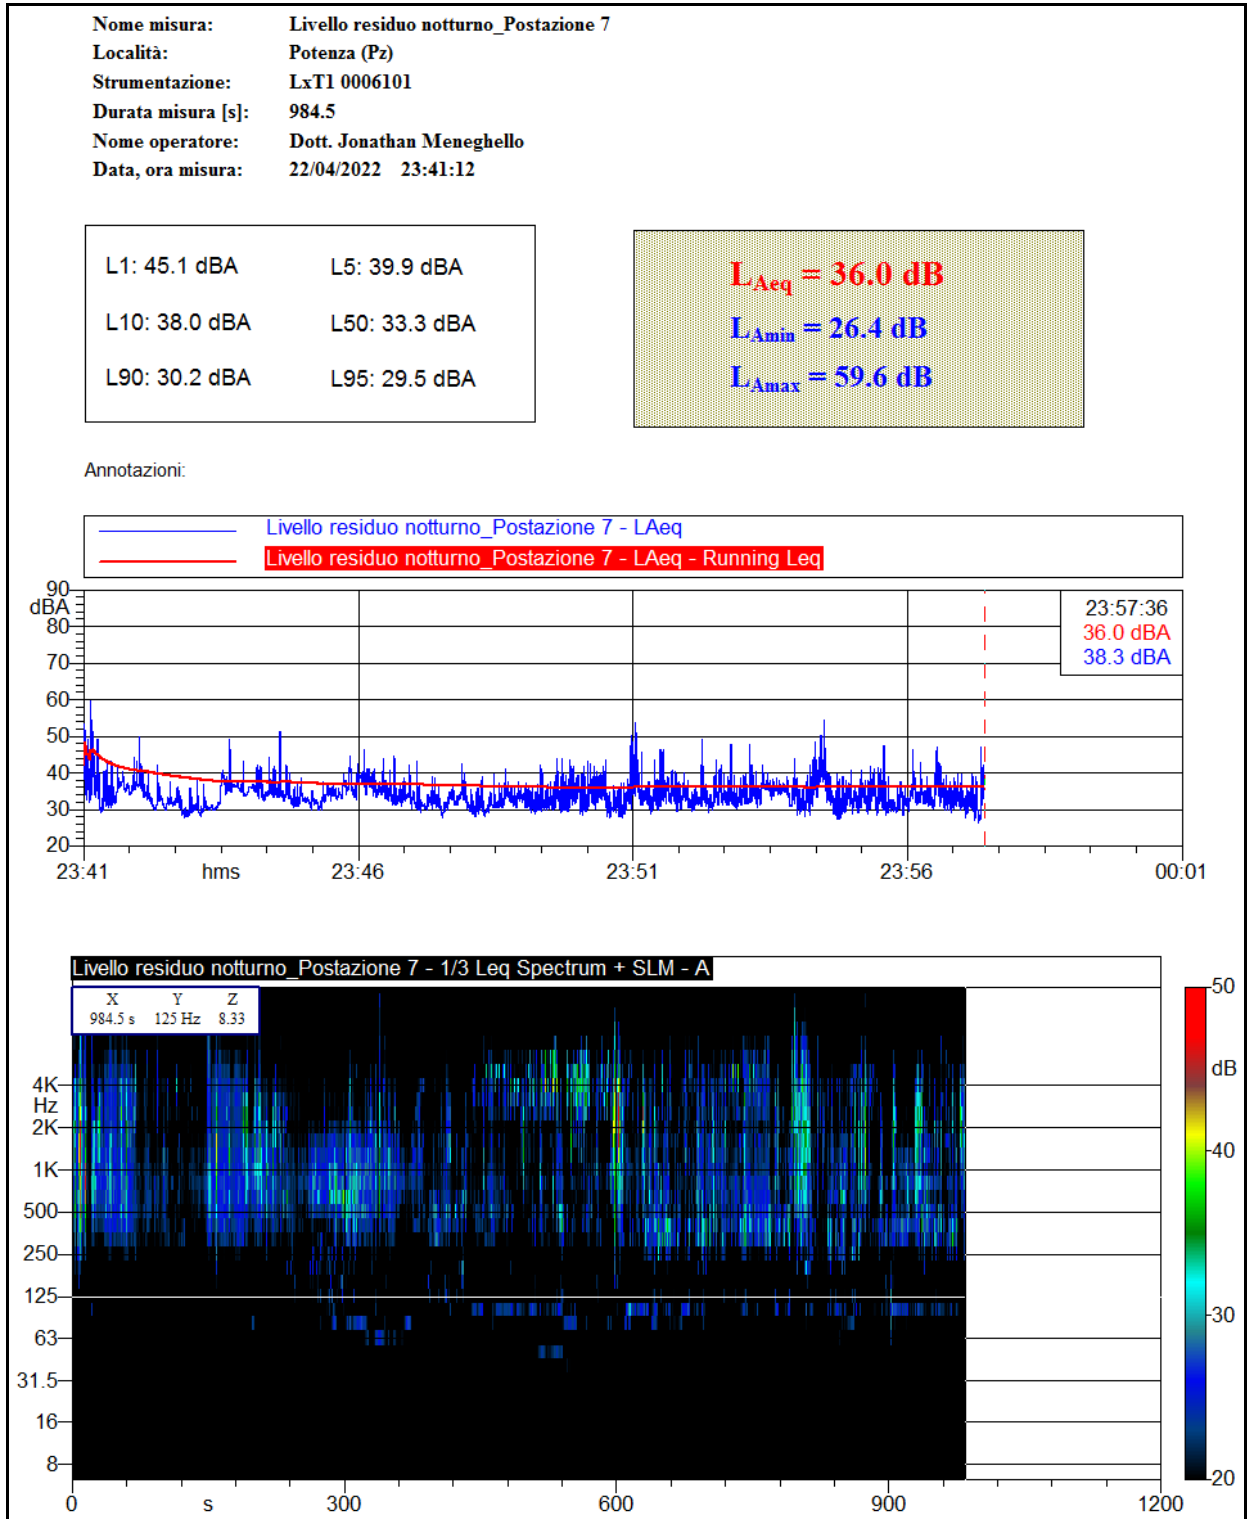 Nome misura: Livello residuo notturno_Postazione 7
Località: Potenza (Pz)
Strumentazione: LxT1 0006101
Durata misura [s]: 984.5
Nome operatore: Dott. Jonathan Meneghello
Data, ora misura: 22/04/2022 23:41:12
L1: 45.1 dBA L5: 39.9 dBA
L10: 38.0 dBA L50: 33.3 dBA
L90: 30.2 dBA L95: 29.5 dBA
LAeq = 36.0 dB
LAmin = 26.4 dB
LAmax = 59.6 dB
Annotazioni:
Livello residuo notturno_Postazione 7 - LAeq
Livello residuo notturno_Postazione 7 - LAeq - Running Leq
90
dBA
80
70
60
50
40
30
20
23:57:36
36.0 dBA
38.3 dBA
23:41 hms 23:46 23:51 23:56 00:01
Livello residuo notturno_Postazione 7 - 1/3 Leq Spectrum + SLM - A
X Y Z
984.5 s 125 Hz 8.33
4K
Hz
2K
1K
500
250
125
63
31.5
16
8
50
dB
40
30
20
0 s 300 600 900 1200